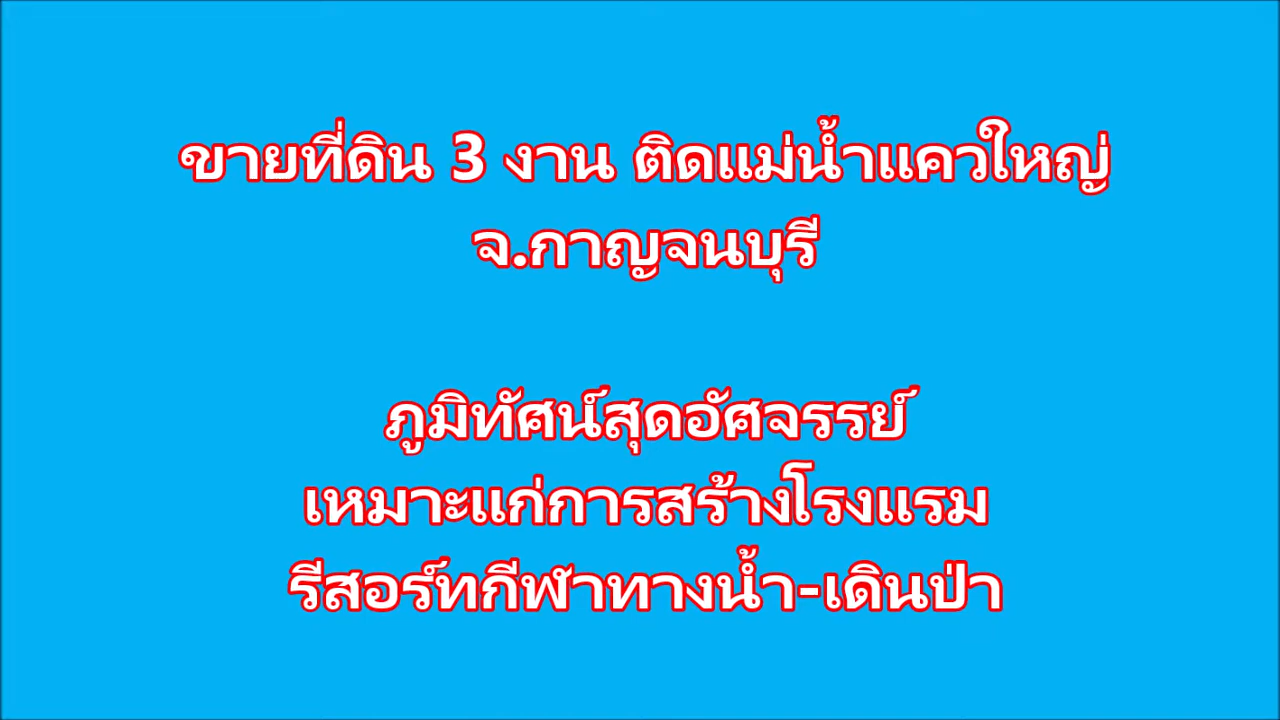 ขายที่ดิน 3 งาน ติดแม่น้ำแควใหญ่
จ.กาญจนบุรี
ภูมิทัศน์สุดอัศจรรย์
เหมาะแก่การสร้างโรงแรม
รีสอร์ทกีฬาทางน้ำ-เดินป่า